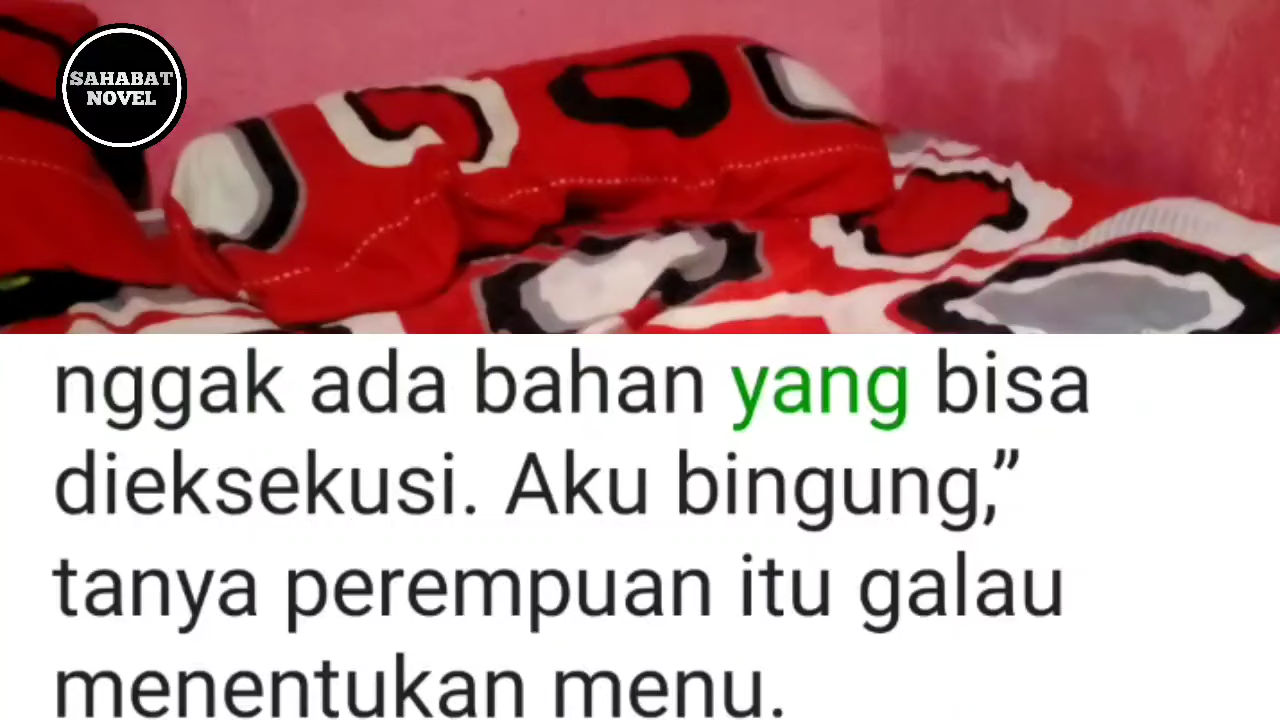 SAHABAT
NOVEL
nggak ada bahan yang bisa
dieksekusi. Aku bingung,”
tanya perempuan itu galau
menentukan menu.